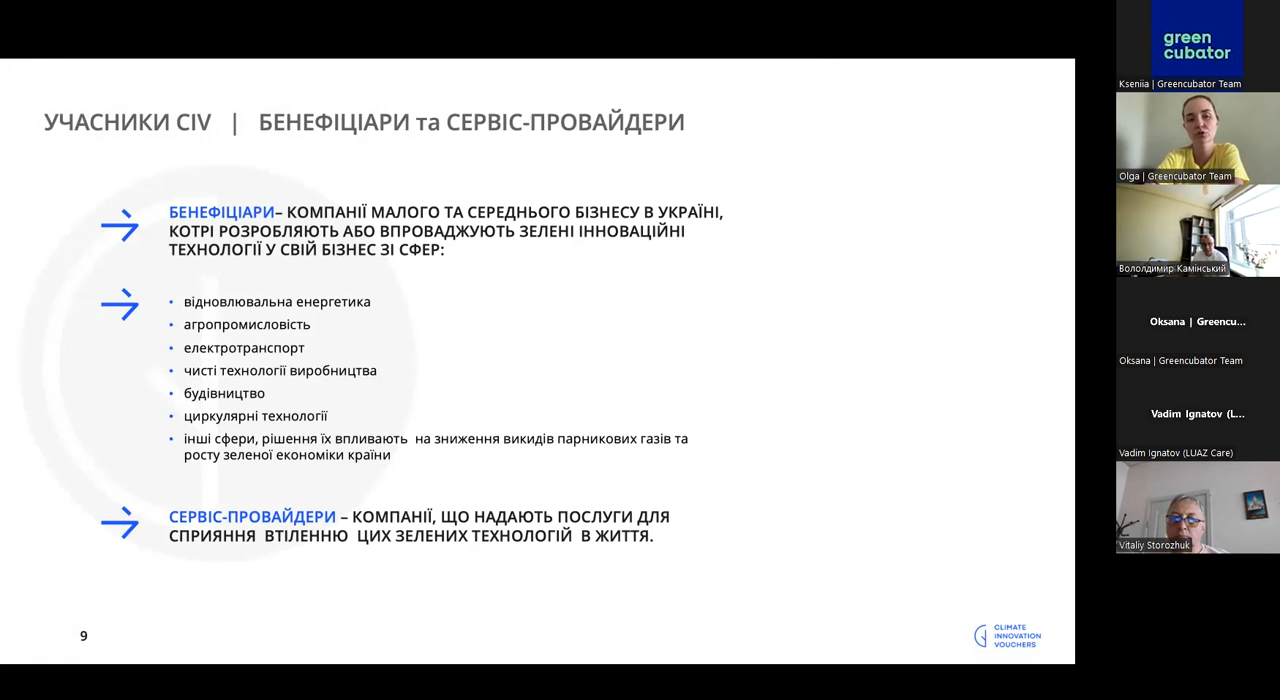 УЧАСНИКИ CIV | БЕНЕФІЦІАРИ та СЕРВІС-ПРОВАЙДЕРИ
БЕНЕФІЦІАРИ– КОМПАНІЇ МАЛОГО ТА СЕРЕДНЬОГО БІЗНЕСУ В УКРАЇНІ,
КОТРІ РОЗРОБЛЯЮТЬ АБО ВПРОВАДЖУЮТЬ ЗЕЛЕНІ ІННОВАЦІЙНІ
ТЕХНОЛОГІЇ У СВІЙ БІЗНЕС ЗІ СФЕР:
• відновлювальна енергетика
• агропромисловість
• електротранспорт
• чисті технології виробництва
• будівництво
• циркулярні технології
• інші сфери, рішення їх впливають на зниження викидів парникових газів та
росту зеленої економіки країни
СЕРВІС-ПРОВАЙДЕРИ – КОМПАНІЇ, ЩО НАДАЮТЬ ПОСЛУГИ ДЛЯ
СПРИЯННЯ ВТІЛЕННЮ ЦИХ ЗЕЛЕНИХ ТЕХНОЛОГІЙ В ЖИТТЯ.
9
CLIMATE
INNOVATION
VOUCHERS
green
cubator
Kseniia | Greencubator Team
Olga | Greencubator Team
Вололдимир Камінський
Oksana | Greencu...
Oksana | Greencubator Team
Vadim Ignatov (L...
Vadim Ignatov (LUAZ Care)
Vitaliy Storozhuk